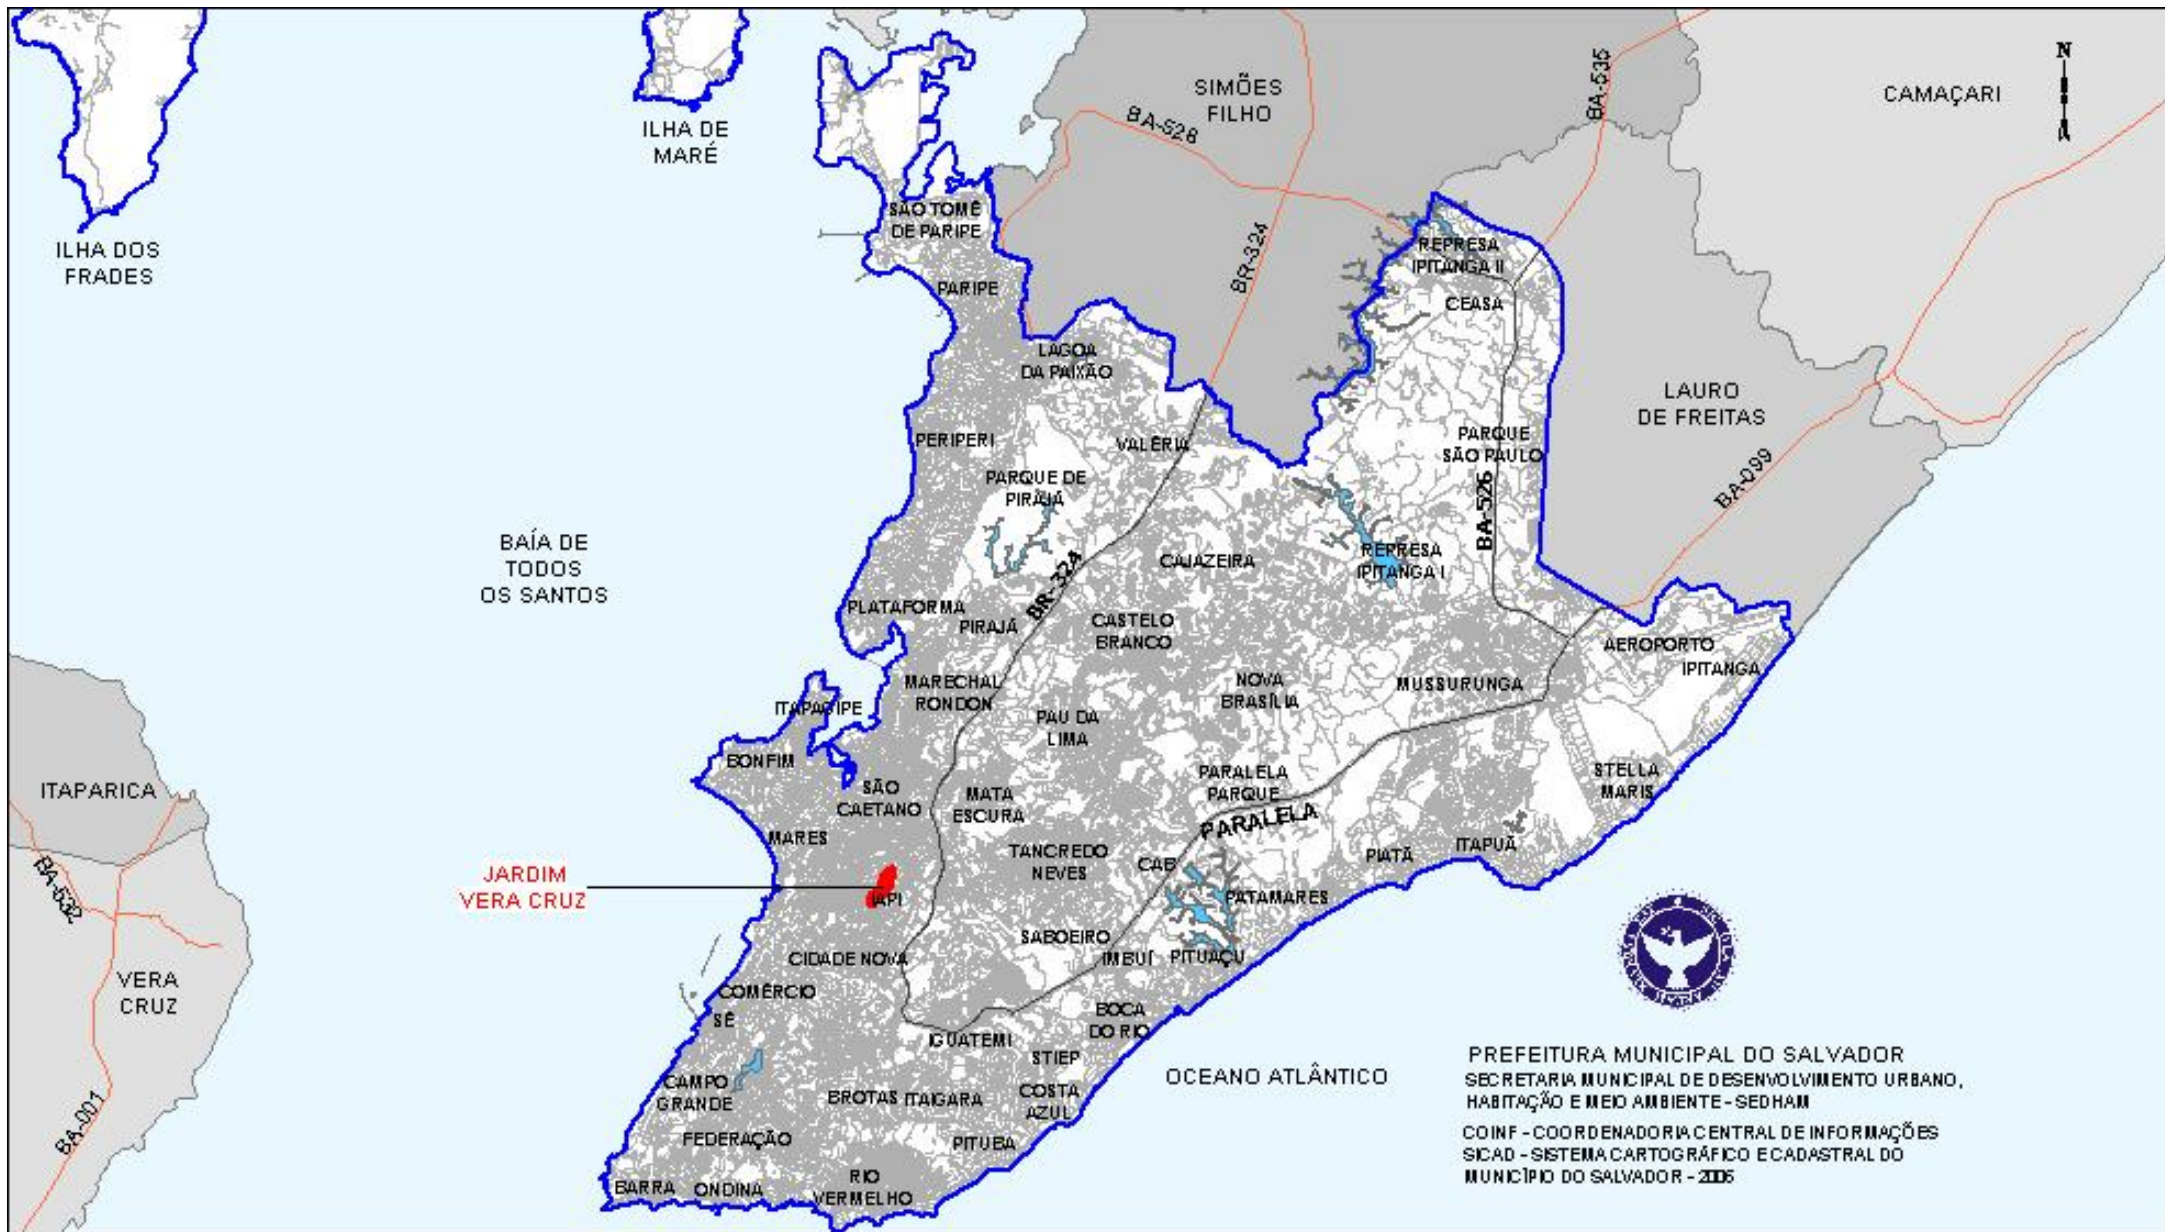 N
SIMÕES
FILHO
CAMAÇARI
BA-535
BA-526
ILHA DE
MARÉ
SÃO TOMÉ
DE PARIPE
ILHA DOS
FRADES
BR-324
REPRESA
IPITANGA II
CEASA
PARIPE
LAGOA
DA PAIXÃO
LAURO
DE FREITAS
PERIPERI
VALÉRIA
PARQUE
SÃO PAULO
PARQUE DE
PIRAJÁ
BA-099
BA-526
BAÍA DE
TODOS
OS SANTOS
CAJAZEIRA
REPRESA
IPITANGA I
BR-324
PLATAFORMA
PIRAJÁ
CASTELO
BRANCO
AEROPORTO
IPITANGA
MARECHAL
RONDON
NOVA
BRASÍLIA
MUSSURUNGA
ITAPAGIPE
PAU DA
LIMA
BONFIM
STELLA
MARIS
PARALELA
PARQUE
ITAPARICA
SÃO
CAETANO
MATA
ESCURA
PARALELA
MARES
ITAPUÃ
TANCREDO
NEVES
CAB
PIATÃ
JARDIM
VERA CRUZ
IAPI
PATAMARES
BA-532
SABOEIRO
IMBUÍ
PITUAÇU
CIDADE NOVA
VERA
CRUZ
COMÉRCIO
SÉ
BOCA
DO RIO
IGUATEMI
STIEP
OCEANO ATLÂNTICO
CAMPO
GRANDE
BROTAS
ITAIGARA
COSTA
AZUL
BA-001
FEDERAÇÃO
PITUBA
BARRA
ONDINA
RIO
VERMELHO
PREFEITURA MUNICIPAL DO SALVADOR
SECRETARIA MUNICIPAL DE DESENVOLVIMENTO URBANO,
HABITAÇÃO E MEIO AMBIENTE - SEDHAM
COINF - COORDENADORIA CENTRAL DE INFORMAÇÕES
SICAD - SISTEMA CARTOGRÁFICO E CADASTRAL DO
MUNICÍPIO DO SALVADOR - 2006